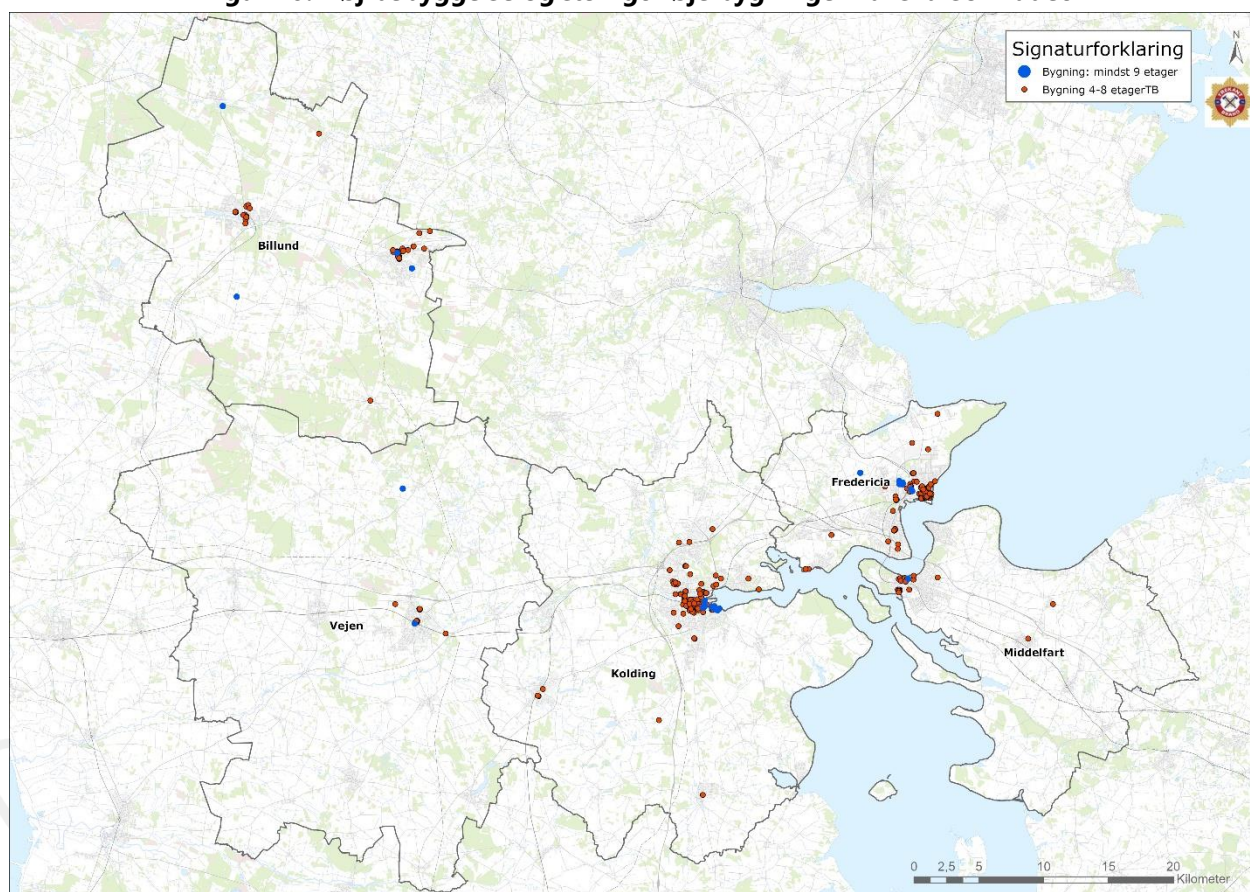 Signaturforklaring
Bygning: mindst 9 etager
Bygning 4-8 etagerTB
N
Billund
Fredericia
Vejen
Kolding
Middelfart
0 2,5 5 10 15 20
Kilometer